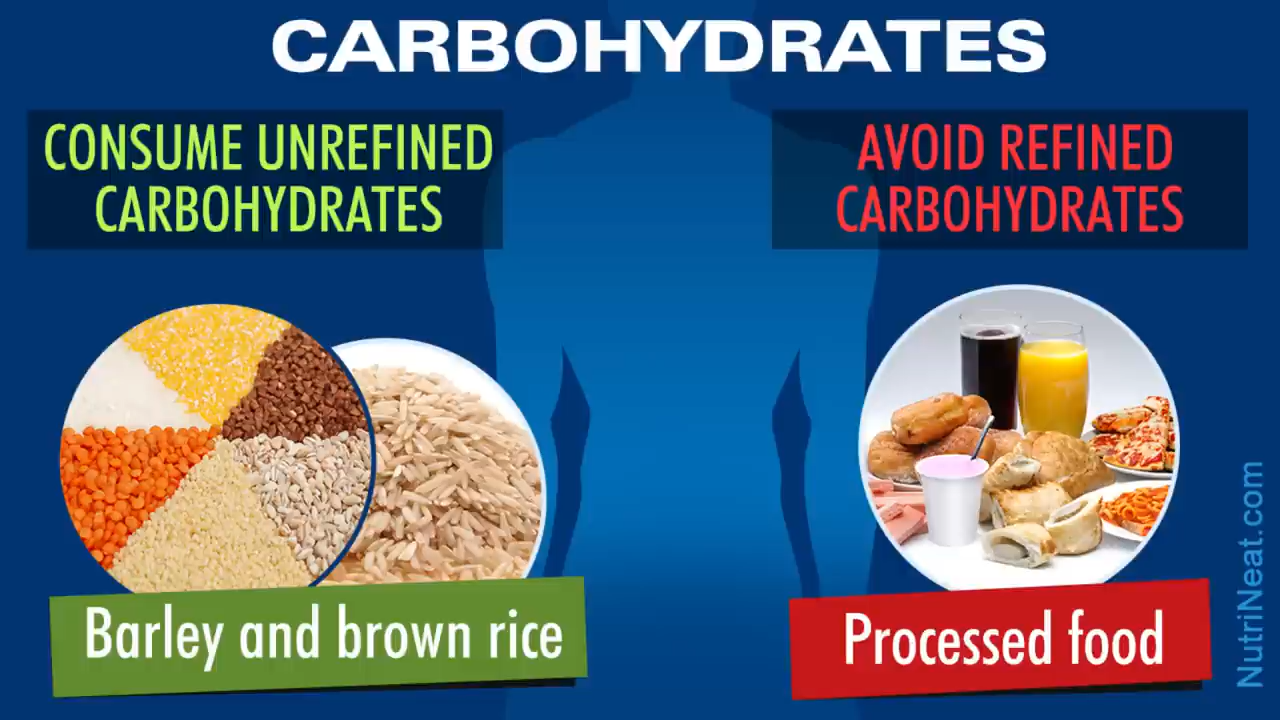 CARBOHYDRATES
CONSUME UNREFINED
CARBOHYDRATES
AVOID REFINED
CARBOHYDRATES
Barley and brown rice
Processed food
NutriNeat.com